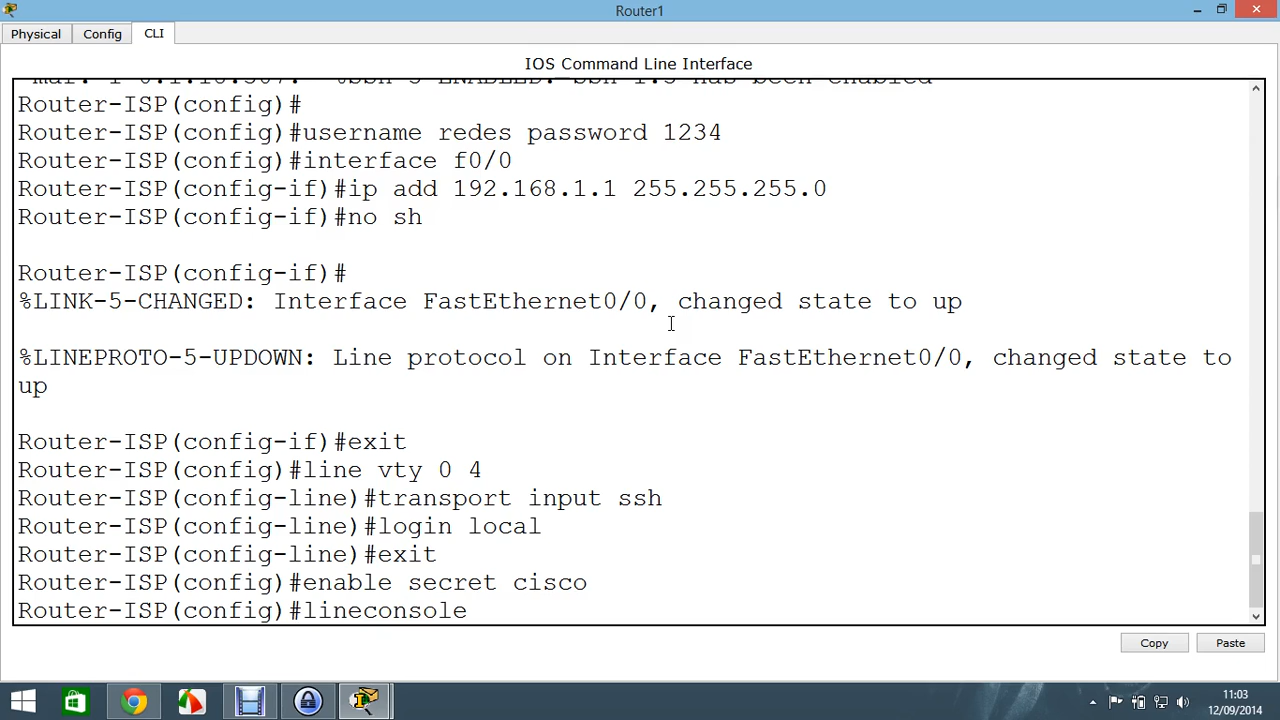 Router1
Physical
Config
CLI
IOS Command Line Interface
Router-ISP(config)#
Router-ISP(config)#username redes password 1234
Router-ISP(config)#interface f0/0
Router-ISP(config-if)#ip add 192.168.1.1 255.255.255.0
Router-ISP(config-if)#no sh
Router-ISP(config-if)#
%LINK-5-CHANGED: Interface FastEthernet0/0, changed state to up
%LINEPROTO-5-UPDOWN: Line protocol on Interface FastEthernet0/0, changed state to
up
Router-ISP(config-if)#exit
Router-ISP(config)#line vty 0 4
Router-ISP(config-line)#transport input ssh
Router-ISP(config-line)#login local
Router-ISP(config-line)#exit
Router-ISP(config)#enable secret cisco
Router-ISP(config)#lineconsole
Copy
Paste
11:03
12/09/2014